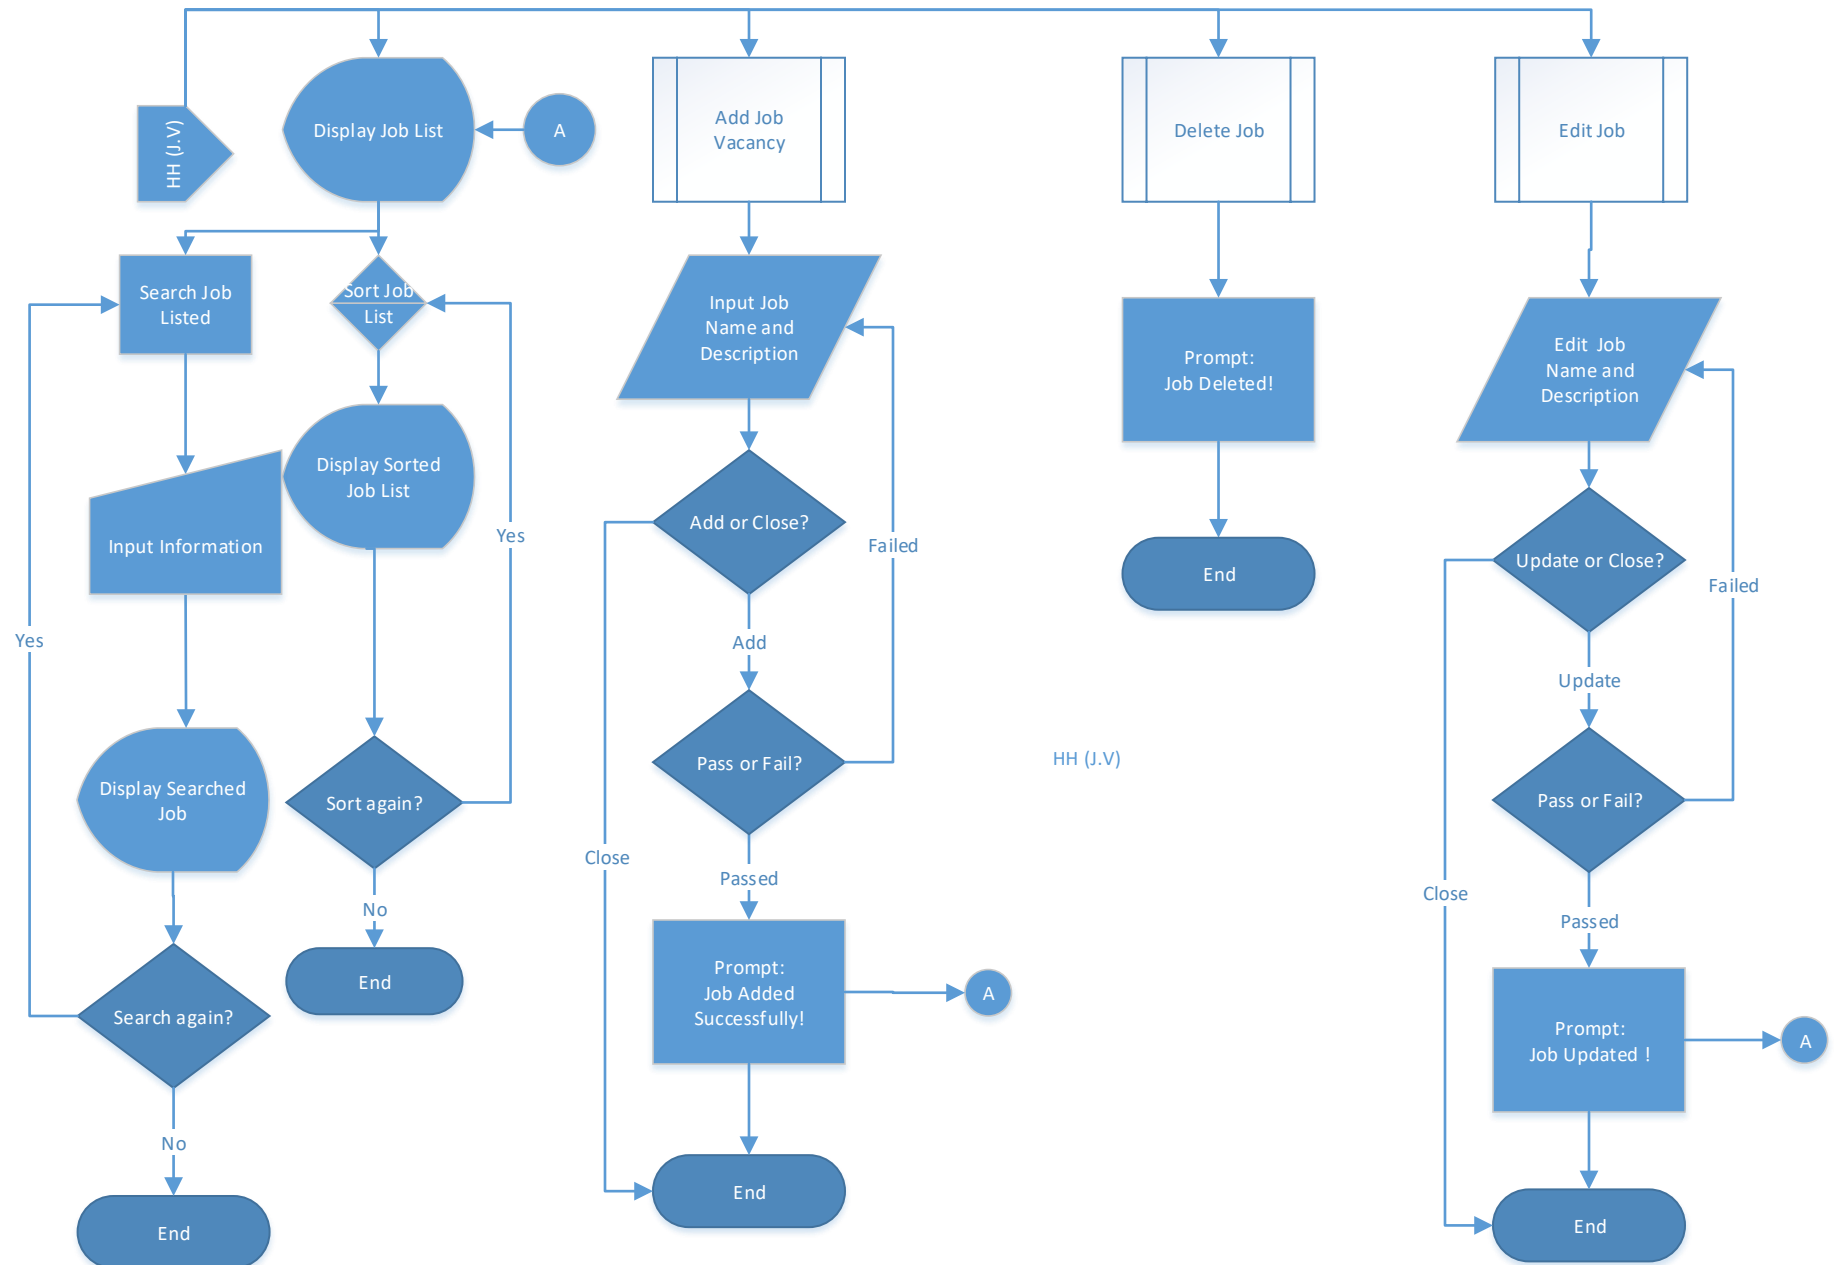 HH (J.V)
Display Job List
A
Add Job
Vacancy
Delete Job
Edit Job
Search Job
Listed
Sort Job
List
Input Job
Name and
Description
Prompt:
Job Deleted!
Edit Job
Name and
Description
Display Sorted
Job List
Input Information
Yes
Add or Close?
Failed
End
Update or Close?
Failed
Yes
Add
Update
Display Searched
Job
Sort again?
Pass or Fail?
HH (J.V)
Pass or Fail?
Close
Passed
Close
No
Passed
End
Prompt:
Job Added
Successfully!
A
Search again?
Prompt:
Job Updated !
A
No
End
End
End